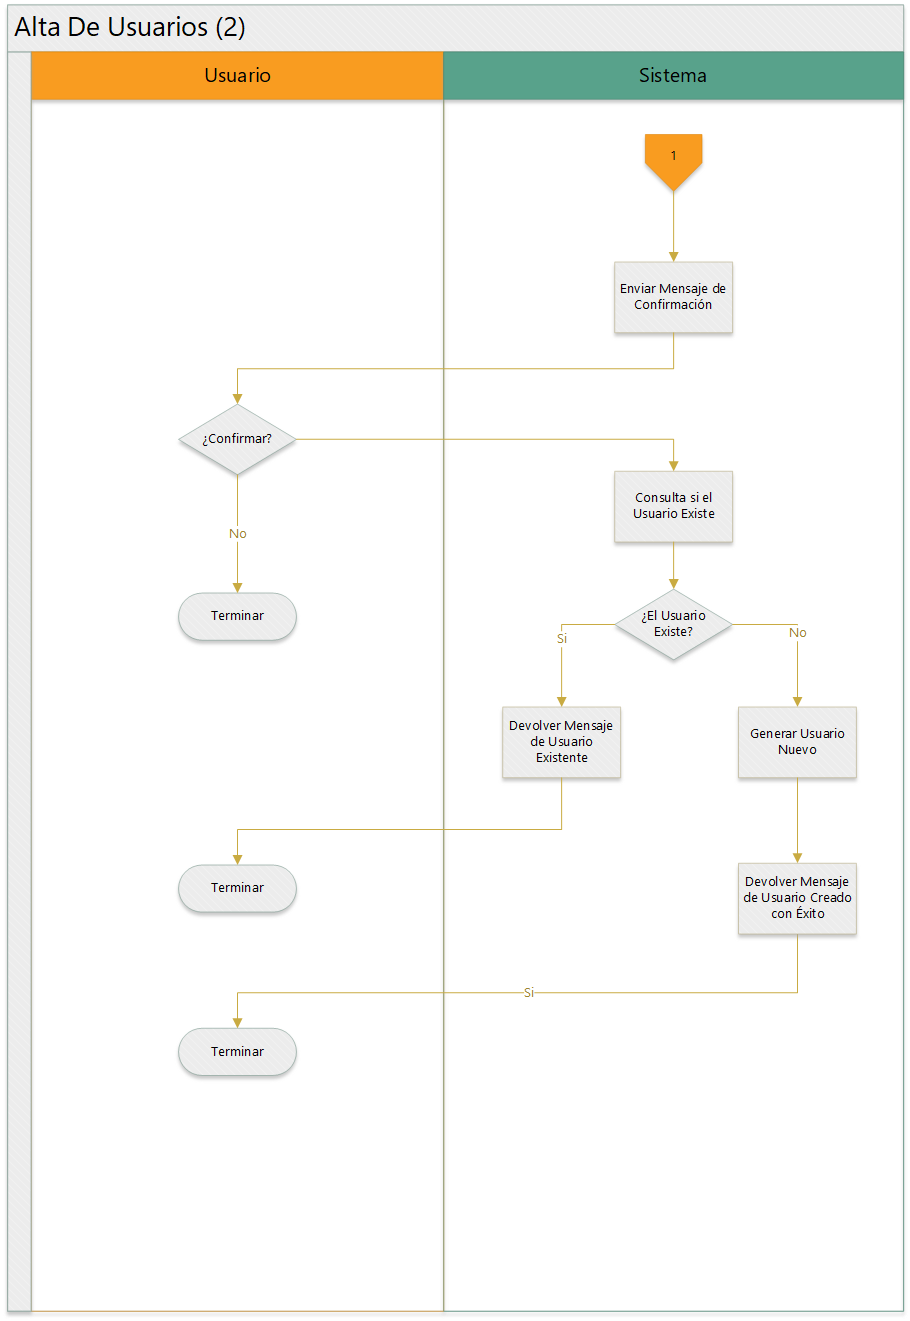 Alta De Usuarios (2)
Usuario
Sistema
1
Enviar Mensaje de
Confirmación
¿Confirmar?
Consulta si el
Usuario Existe
No
Terminar
¿El Usuario
Existe?
Si
No
Devolver Mensaje
de Usuario
Existente
Generar Usuario
Nuevo
Terminar
Devolver Mensaje
de Usuario Creado
con Éxito
Si
Terminar